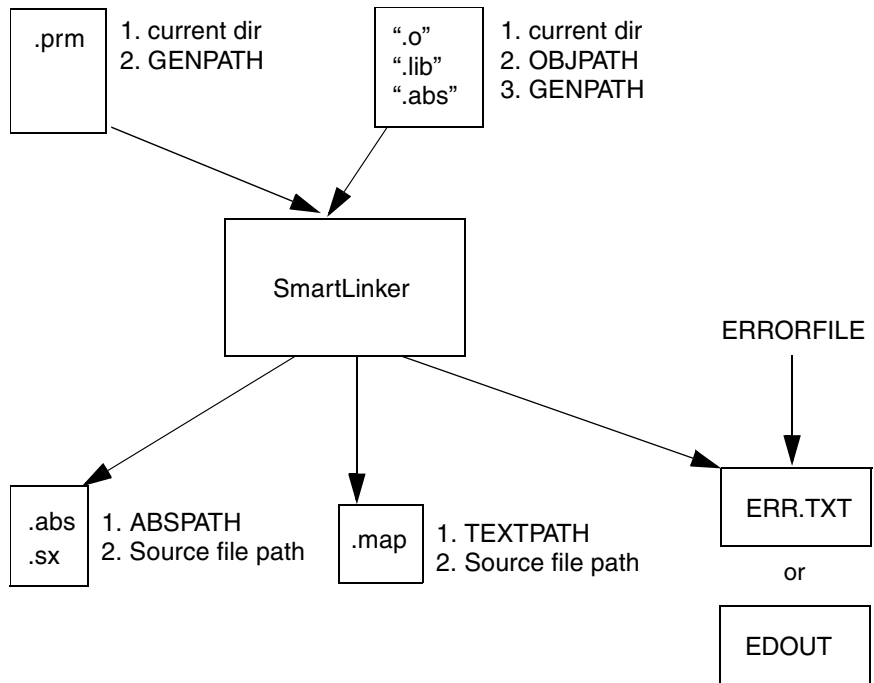 .prm
1. current dir
2. GENPATH
“.o”
“.lib”
“.abs”
1. current dir
2. OBJPATH
3. GENPATH
SmartLinker
ERRORFILE
.abs
.sx
1. ABSPATH
2. Source file path
.map
1. TEXTPATH
2. Source file path
ERR.TXT
or
EDOUT